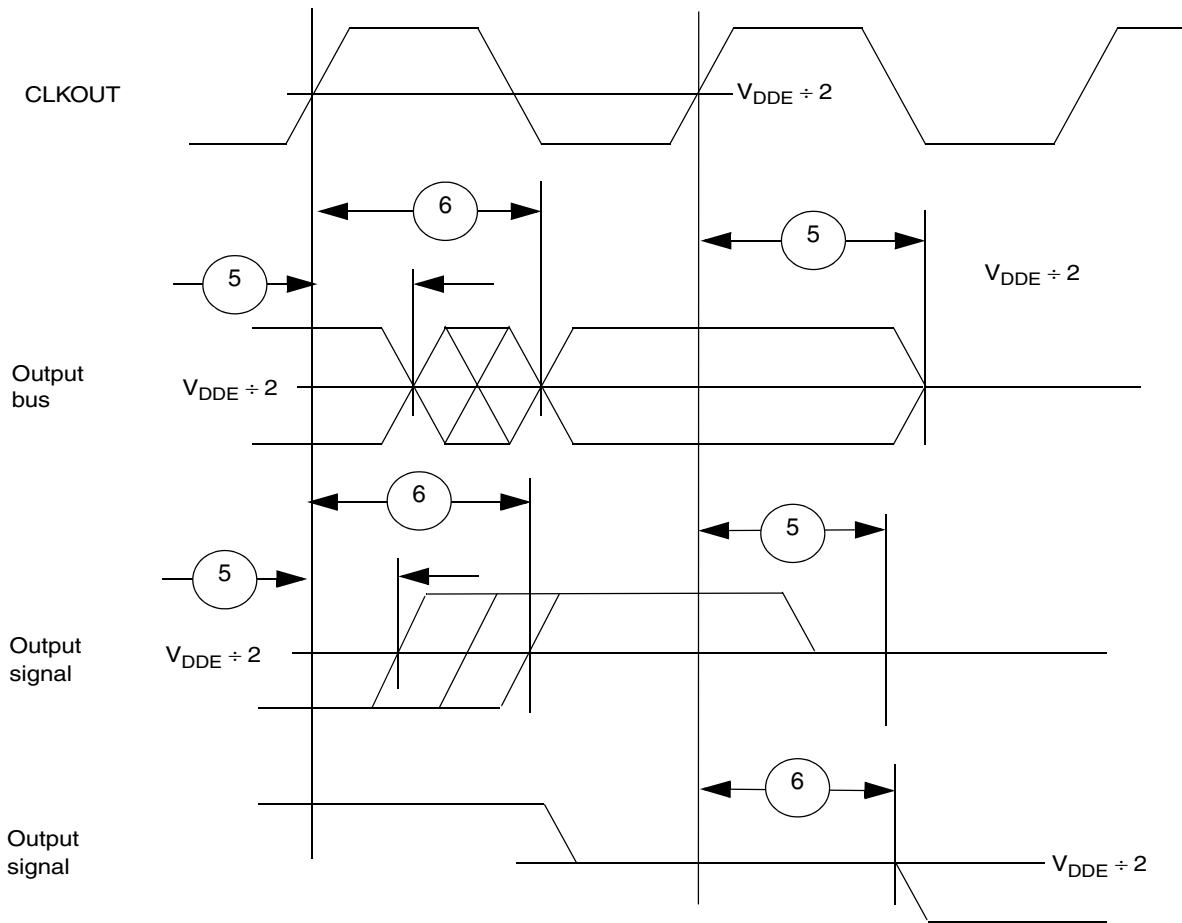 CLKOUT
V_DDE ÷ 2
6
5
5
V_DDE ÷ 2
Output
bus
V_DDE ÷ 2
6
5
5
Output
signal
V_DDE ÷ 2
6
Output
signal
V_DDE ÷ 2